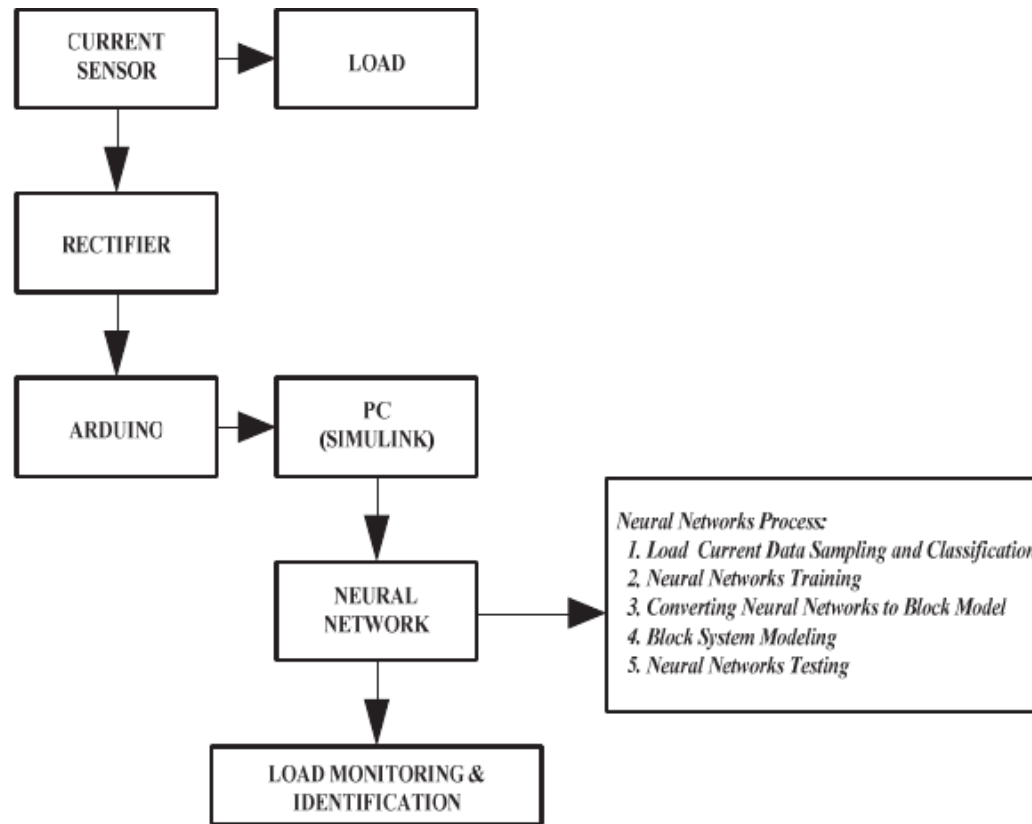 CURRENT
SENSOR
LOAD
RECTIFIER
ARDUINO
PC
(SIMULINK)
NEURAL
NETWORK
Neural Networks Process:
1. Load Current Data Sampling and Classification
2. Neural Networks Training
3. Converting Neural Networks to Block Model
4. Block System Modeling
5. Neural Networks Testing
LOAD MONITORING &
IDENTIFICATION